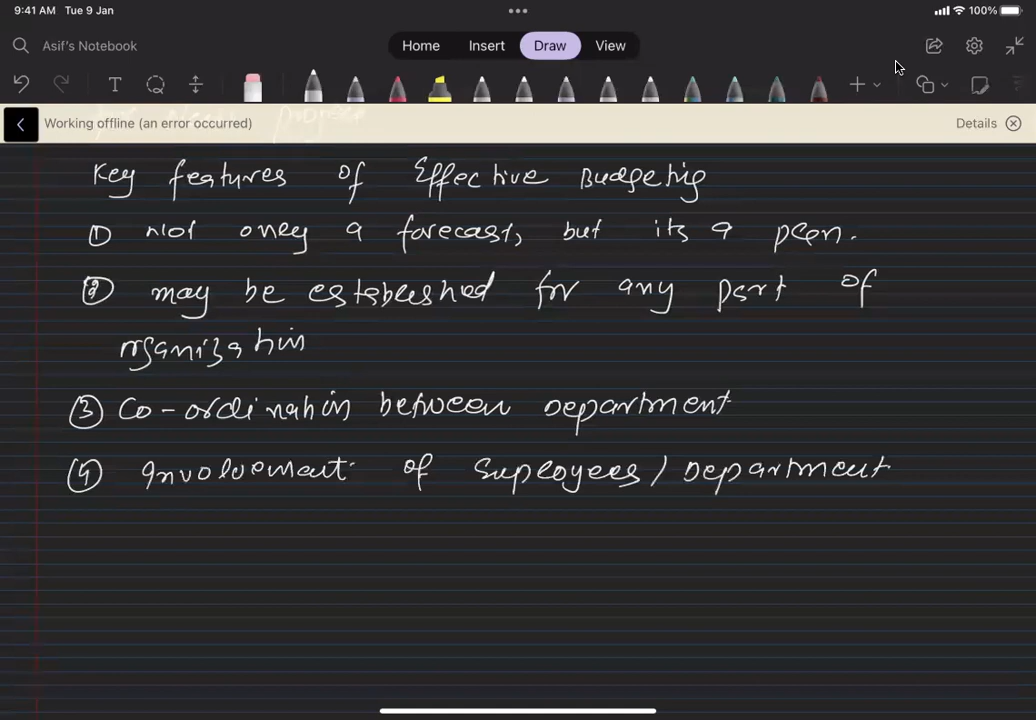 9:41 AM Tue 9 Jan
100%
Asif's Notebook
Home Insert Draw View
Working offline (an error occurred)
Details
Key features of Effective Budgeting
① Not only a forecast, but its a plan.
② may be established for any part of
organization
③ Co-ordination between Department
④ Involvement of Employees/Department